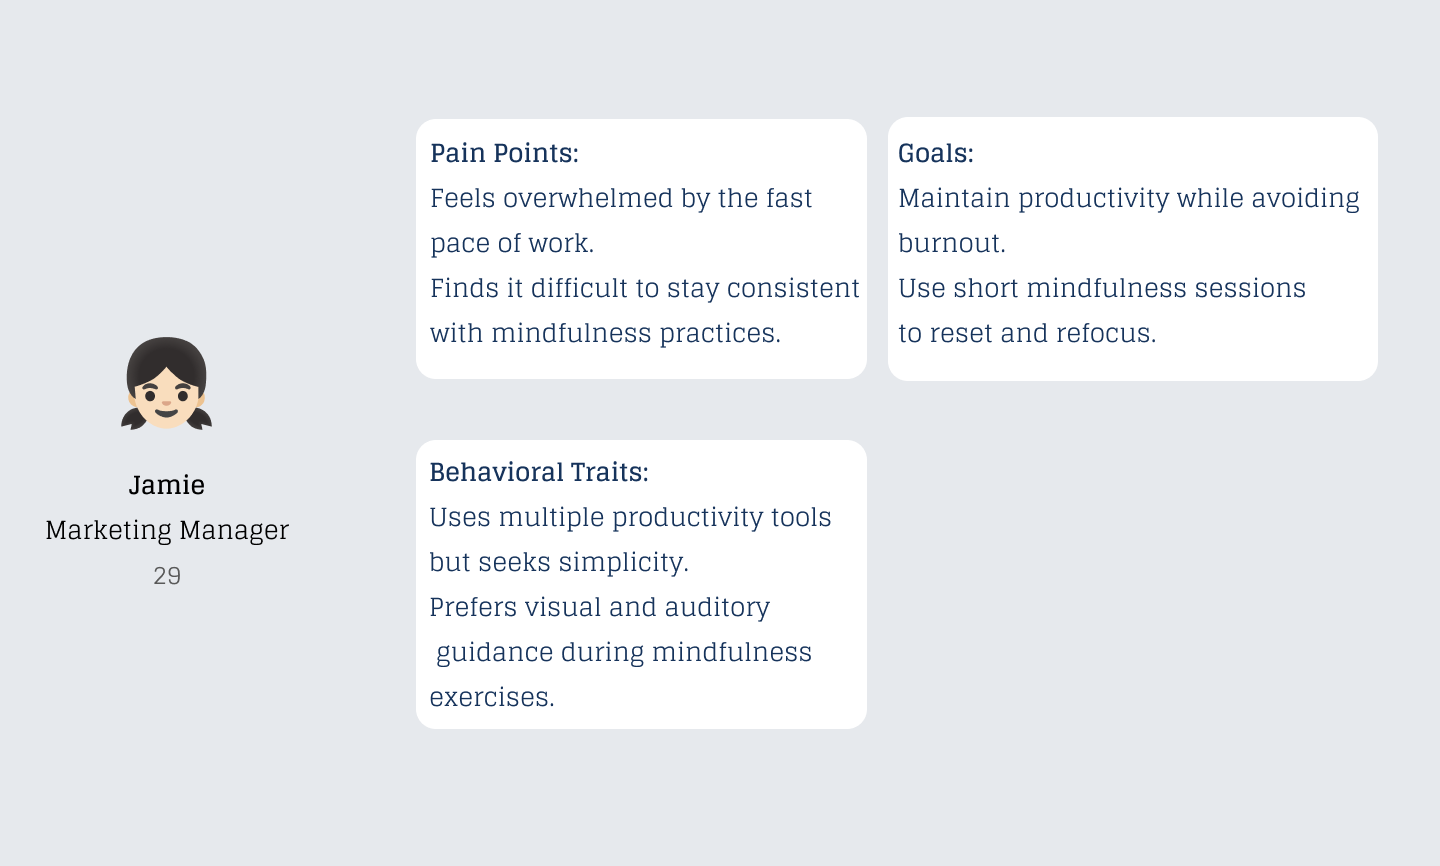 Jamie
Marketing Manager
29
Pain Points:
Feels overwhelmed by the fast
pace of work.
Finds it difficult to stay consistent
with mindfulness practices.
Goals:
Maintain productivity while avoiding
burnout.
Use short mindfulness sessions
to reset and refocus.
Behavioral Traits:
Uses multiple productivity tools
but seeks simplicity.
Prefers visual and auditory
guidance during mindfulness
exercises.